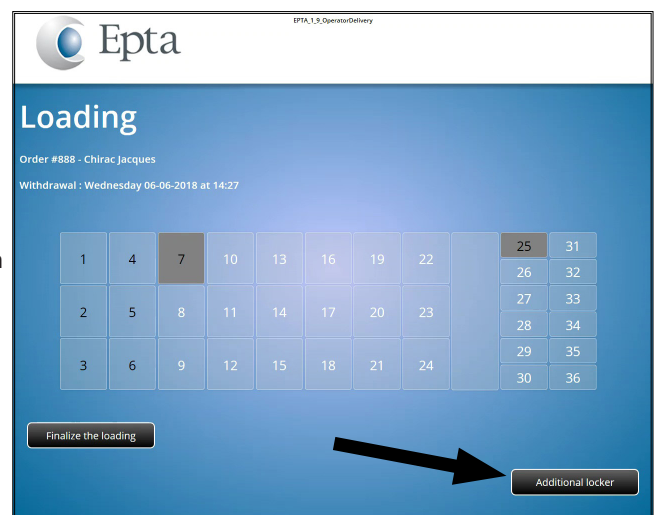 EPTA_1_9_OperatorDelivery
Epta
Loading
Order #888 - Chirac Jacques
Withdrawal : Wednesday 06-06-2018 at 14:27
1 4 7 10 13 16 19 22 25 31
26 32
2 5 8 11 14 17 20 23 27 33
28 34
3 6 9 12 15 18 21 24 29 35
30 36
Finalize the loading
Additional locker